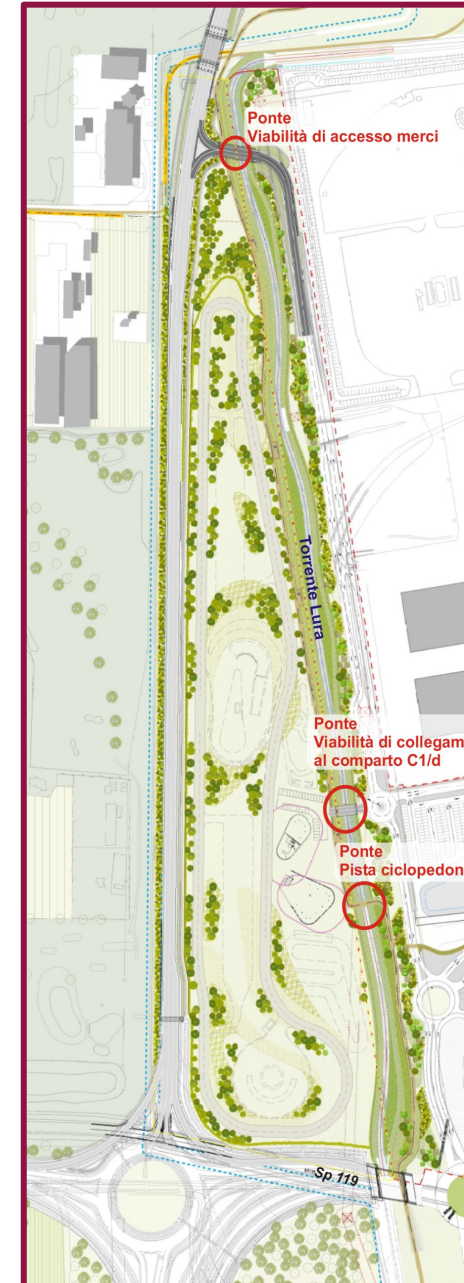 Ponte
Viabilità di accesso merci
Torrente Lura
Ponte
Viabilità di collegam
al comparto C1/d
Ponte
Pista ciclopedon
Sp.119